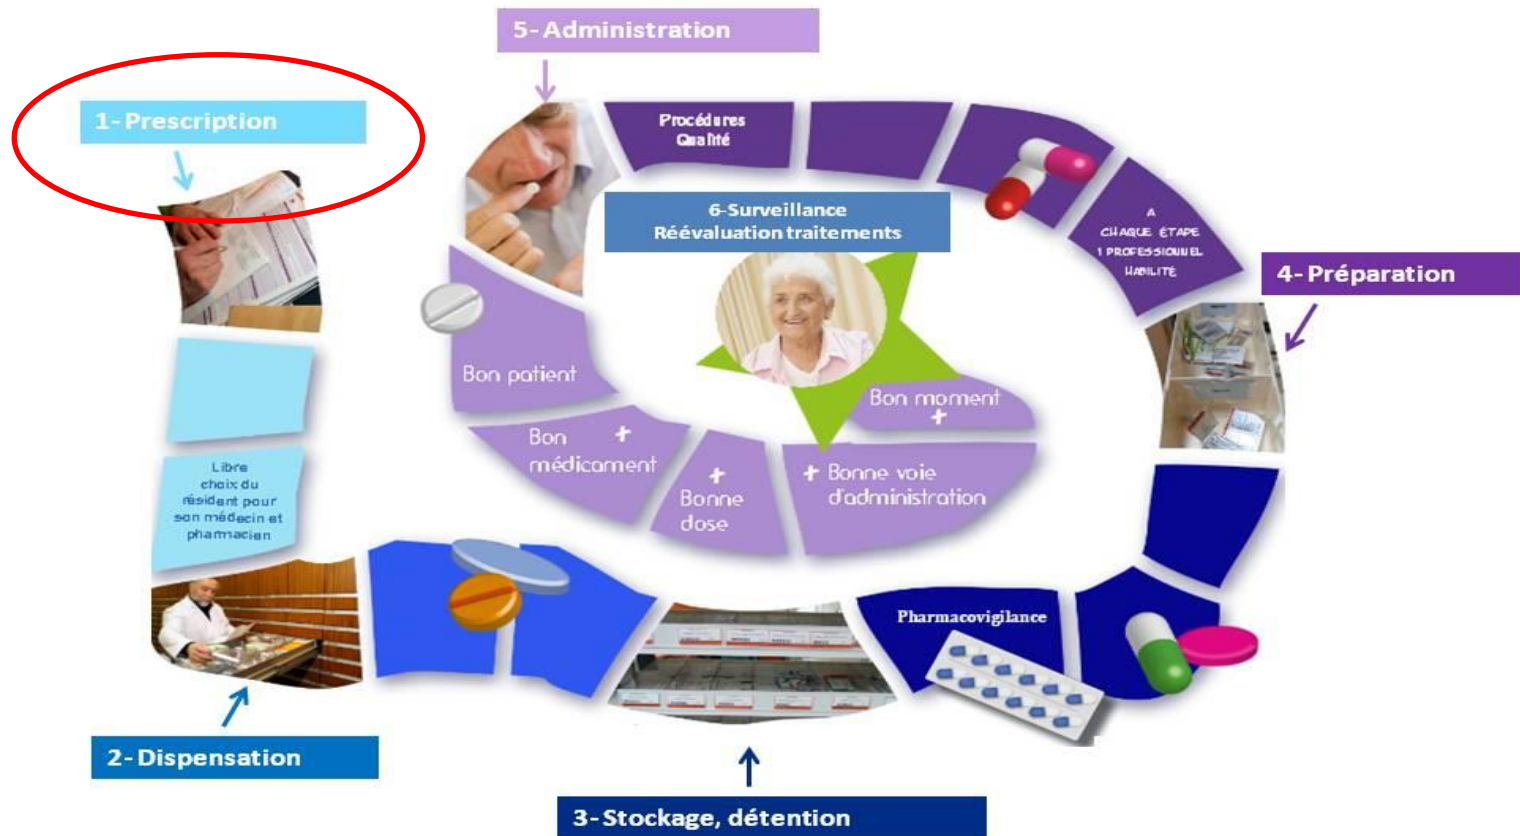 5- Administration
1- Prescription
Procédures
Qualité
6-Surveillance
Réévaluation traitements
A
CHAQUE ÉTAPE
1 PROFESSIONNEL
HABILITÉ
4- Préparation
Bon patient
Bon moment
+
Bon +
médicament
+
Bonne
dose
+ Bonne voie
d'administration
Libre
choix du
résident pour
son médecin et
pharmacien
Pharmacovigilance
2- Dispensation
3- Stockage, détention